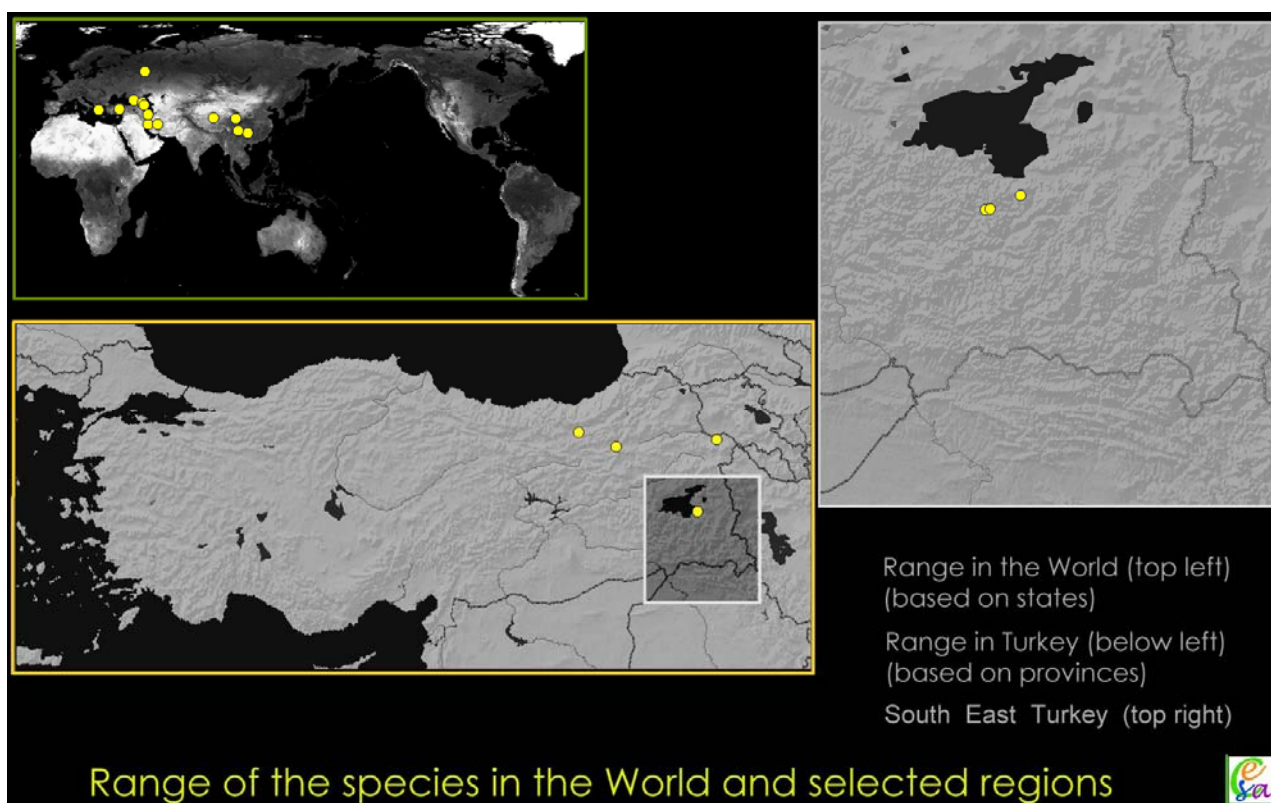 Range in the World (top left)
(based on states)
Range in Turkey (below left)
(based on provinces)
South East Turkey (top right)
Range of the species in the World and selected regions
Cesa